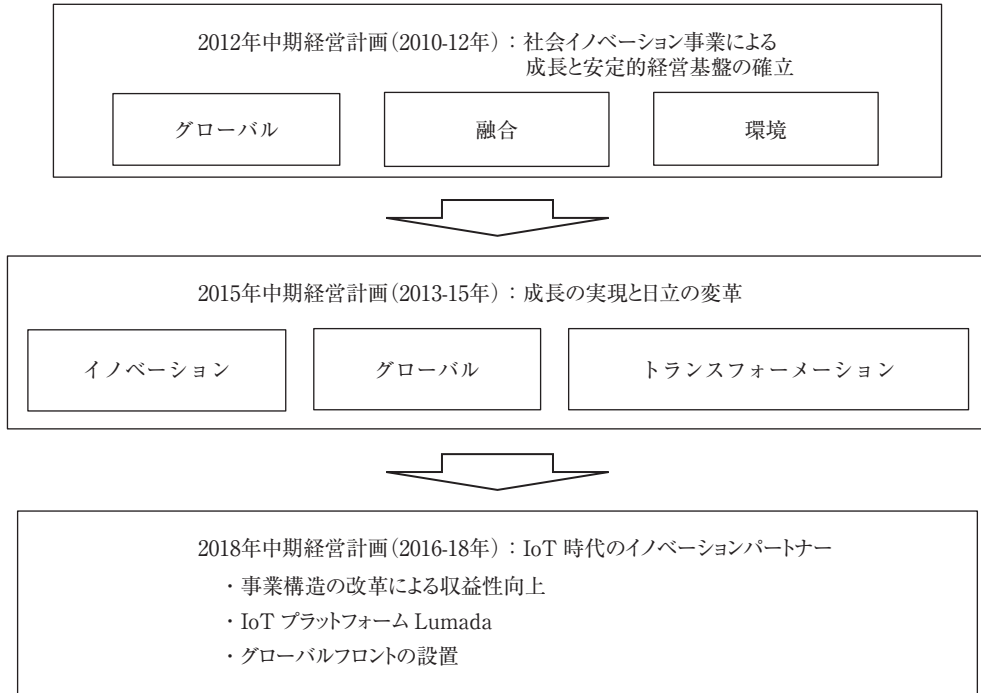 2012年中期経営計画(2010-12年)：社会イノベーション事業による
成長と安定的経営基盤の確立
グローバル
融合
環境
2015年中期経営計画(2013-15年)：成長の実現と日立の変革
イノベーション
グローバル
トランスフォーメーション
2018年中期経営計画(2016-18年)：IoT 時代のイノベーションパートナー
・事業構造の改革による収益性向上
・IoT プラットフォーム Lumada
・グローバルフロントの設置